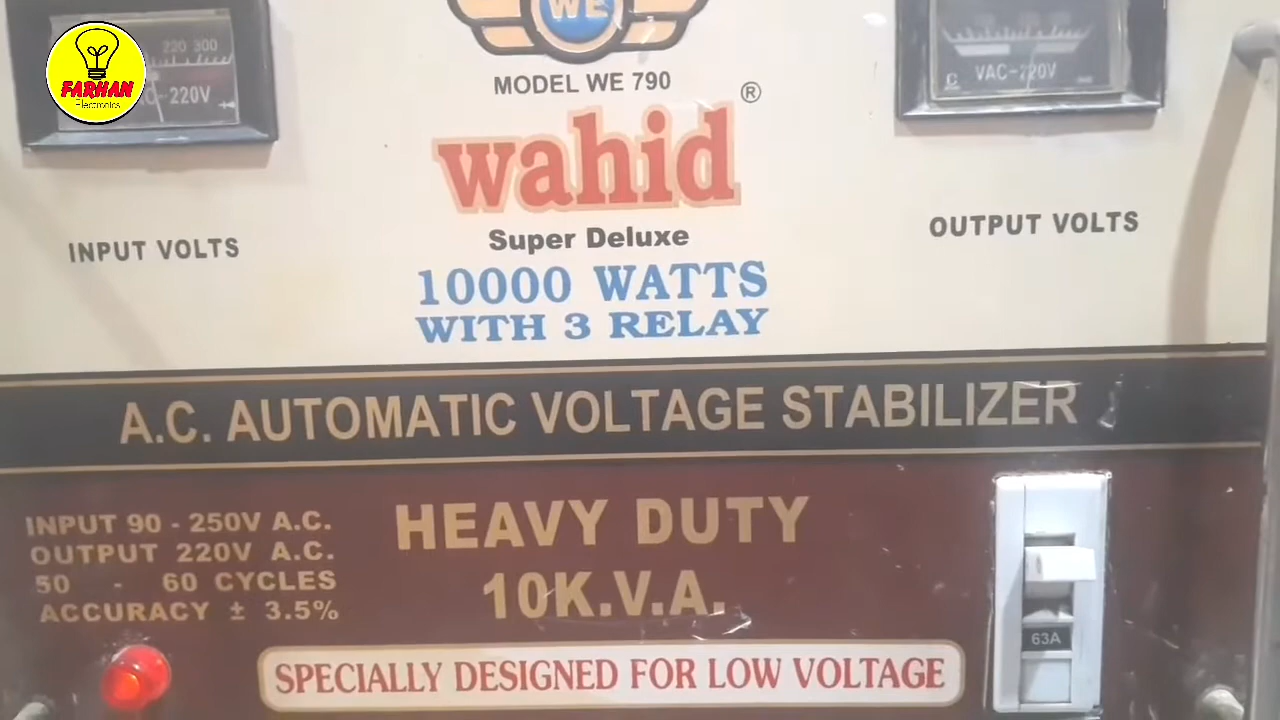 FARHAN
Electronics
220 300
-220V
WE
VAC-220V
MODEL WE 790
wahid ®
Super Deluxe
10000 WATTS
WITH 3 RELAY
INPUT VOLTS
OUTPUT VOLTS
A.C. AUTOMATIC VOLTAGE STABILIZER
INPUT 90 - 250V A.C.
OUTPUT 220V A.C.
50 - 60 CYCLES
ACCURACY ± 3.5%
HEAVY DUTY
10K.V.A.
63A
SPECIALLY DESIGNED FOR LOW VOLTAGE